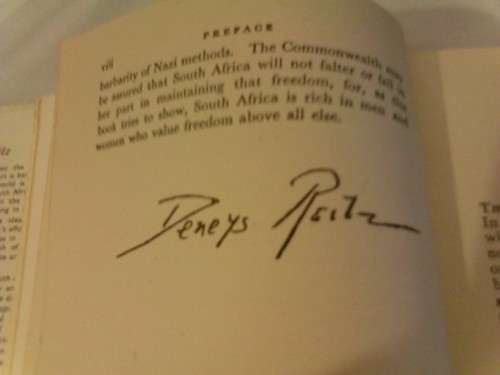 PREFACE
viii
barbarity of Nazi methods. The Commonwealth may
be assured that South Africa will not falter or fail in
her part in maintaining that freedom, for, as this
book tries to show, South Africa is rich in men and
women who value freedom above all else.
Deneys Reitz